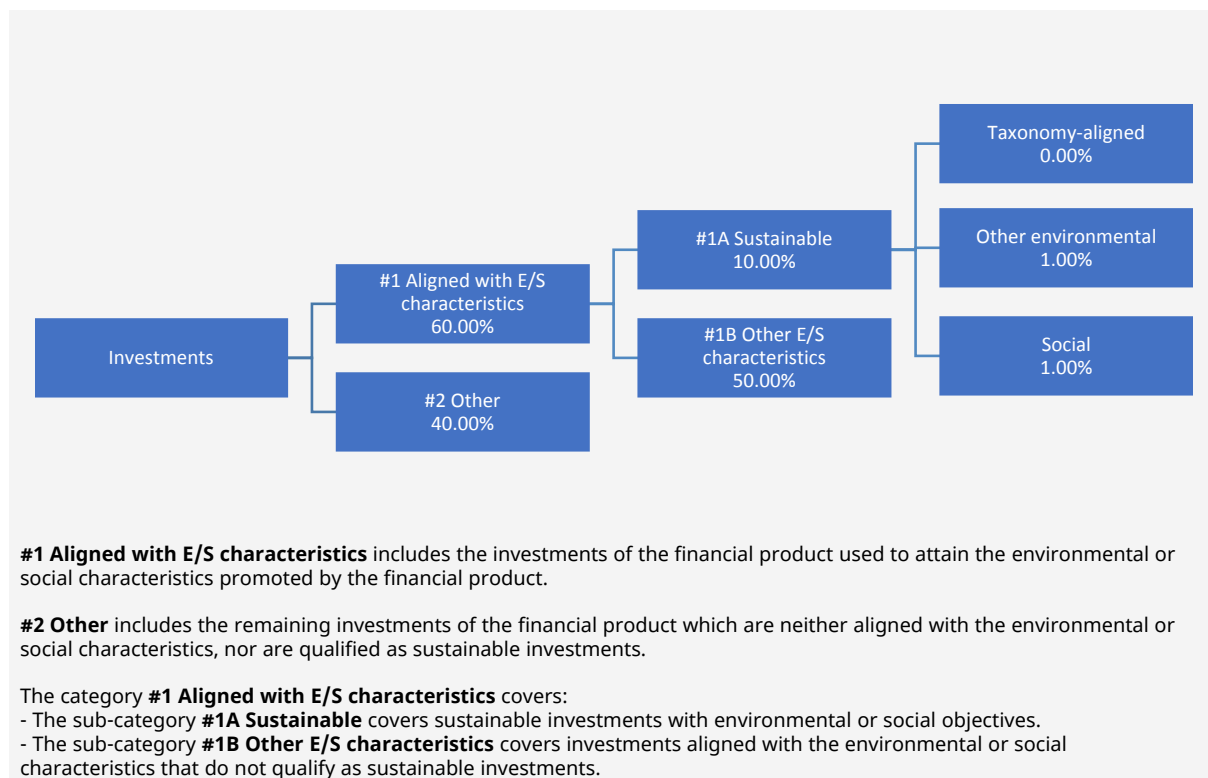 Investments
#1 Aligned with E/S
characteristics
60.00%
#2 Other
40.00%
#1A Sustainable
10.00%
#1B Other E/S
characteristics
50.00%
Taxonomy-aligned
0.00%
Other environmental
1.00%
Social
1.00%
#1 Aligned with E/S characteristics includes the investments of the financial product used to attain the environmental or
social characteristics promoted by the financial product.
#2 Other includes the remaining investments of the financial product which are neither aligned with the environmental or
social characteristics, nor are qualified as sustainable investments.
The category #1 Aligned with E/S characteristics covers:
- The sub-category #1A Sustainable covers sustainable investments with environmental or social objectives.
- The sub-category #1B Other E/S characteristics covers investments aligned with the environmental or social
characteristics that do not qualify as sustainable investments.